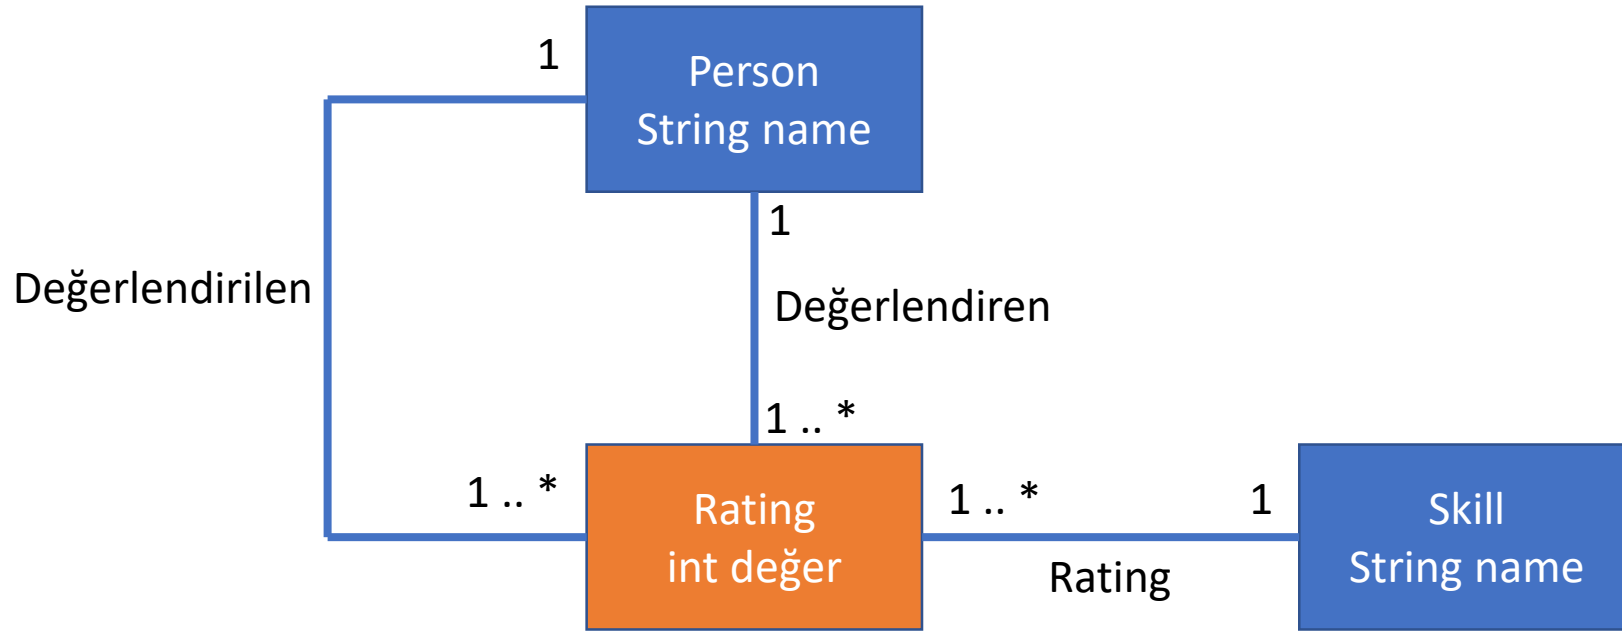 1
Person
String name
1
Değerlendirilen
Değerlendiren
1 .. *
1 .. *
Rating
int değer
1 .. *
1
Rating
Skill
String name